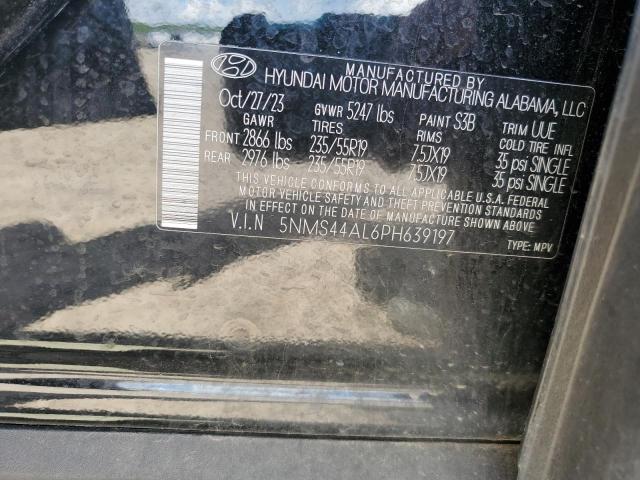 MANUFACTURED BY
HYUNDAI MOTOR MANUFACTURING ALABAMA, LLC
Oct/27/23 GVWR 5247 lbs PAINT S3B TRIM UUE
GAWR TIRES RIMS COLD TIRE INFL
FRONT 2866 lbs 235/55R19 7.5JX19 35 psi SINGLE
REAR 2976 lbs 235/55R19 7.5JX19 35 psi SINGLE
THIS VEHICLE CONFORMS TO ALL APPLICABLE U.S.A. FEDERAL
MOTOR VEHICLE SAFETY AND THEFT PREVENTION STANDARDS
IN EFFECT ON THE DATE OF MANUFACTURE SHOWN ABOVE.
V.I.N 5NMS44AL6PH639197 TYPE: MPV